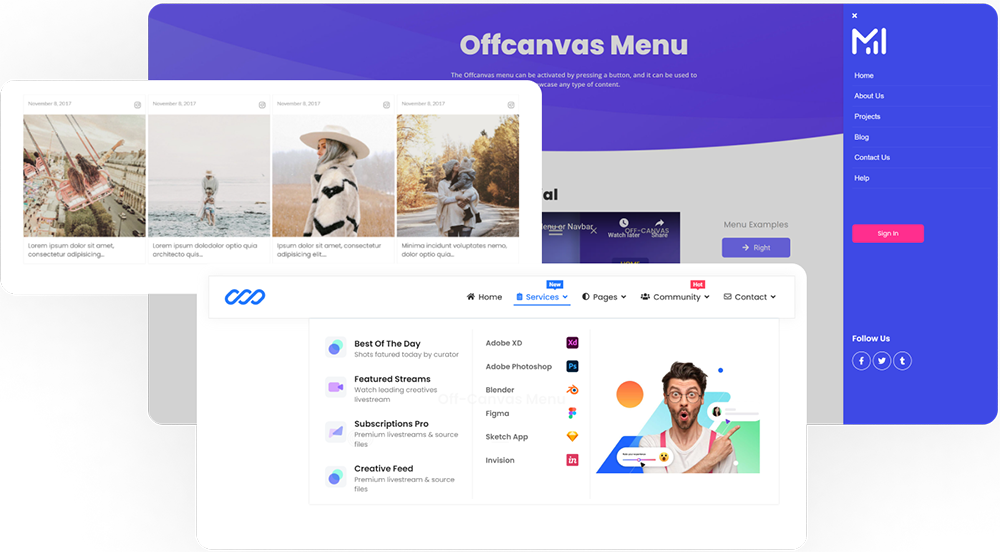 Offcanvas Menu
The Offcanvas menu can be activated by pressing a button, and it can be used to
wcase any type of content.
Home
About Us
Projects
Blog
Contact Us
Help
Sign In
Follow Us
November 8, 2017
November 8, 2017
November 8, 2017
November 8, 2017
Lorem ipsum dolor sit amet,
consectetur adipisicing...
Lorem ipsum dolodolor optio quia
architecto quis...
Ipsum dolor sit amet, consectetur
adipisicing elit...
Minima incidunt voluptates nemo,
dolor optio quia...
al
enu or Navbar
OFF-CANVAS
Watch later
Share
HOME
Menu Examples
Right
New
Hot
Home
Services
Pages
Community
Contact
Best Of The Day
Shots fatured today by curator
Featured Streams
Watch leading creatives
livestream
Subscriptions Pro
Premium livestreams & source
files
Creative Feed
Premium livestream & source
files
Adobe XD
Xd
Adobe Photoshop
Ps
Blender
Off-Canvas Menu
Figma
Sketch App
Invision
in